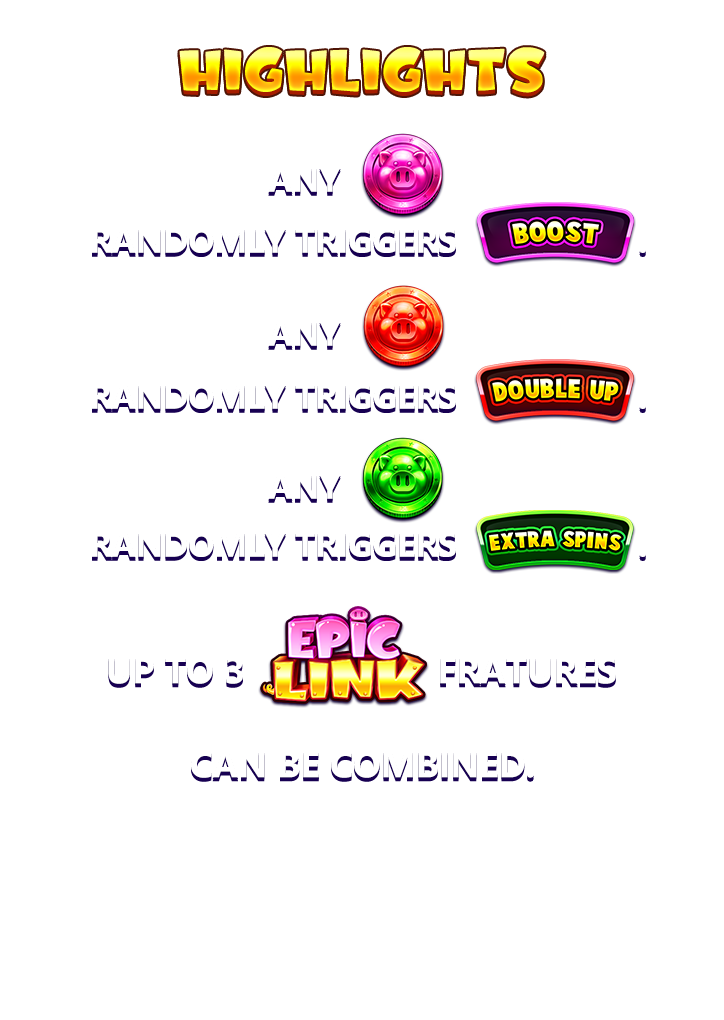 HIGHLIGHTS
ANY
RANDOMLY TRIGGERS BOOST .
ANY
RANDOMLY TRIGGERS DOUBLE UP .
ANY
RANDOMLY TRIGGERS EXTRA SPINS .
UP TO 3 EPIC LINK FRATURES
CAN BE COMBINED.